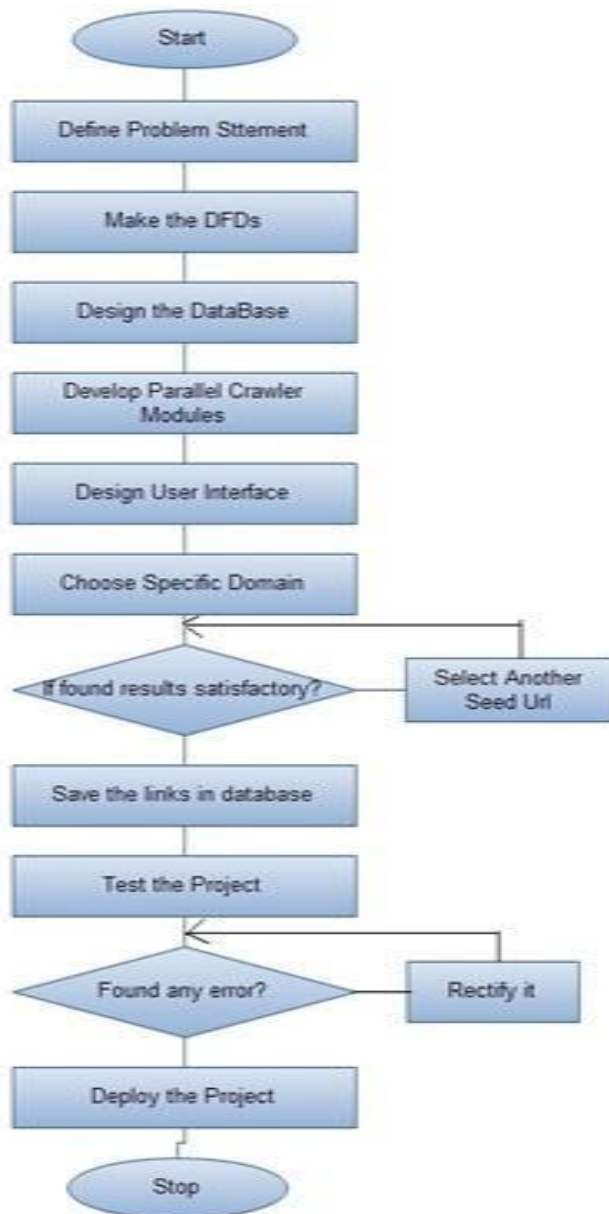 Start
Define Problem Sttement
Make the DFDs
Design the DataBase
Develop Parallel Crawler
Modules
Design User Interface
Choose Specific Domain
If found results satisfactory?
Select Another
Seed Url
Save the links in database
Test the Project
Found any error?
Rectify it
Deploy the Project
Stop